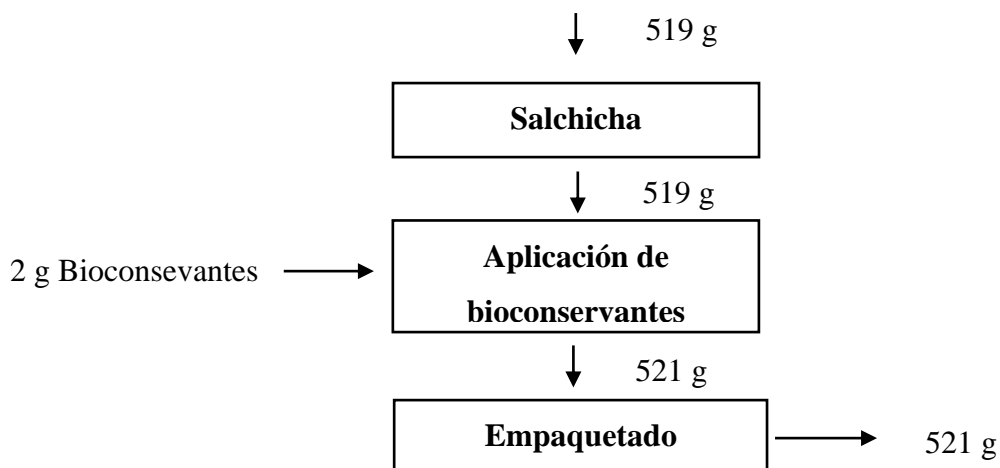 519 g
Salchicha
519 g
2 g Bioconsevantes
Aplicación de
bioconservantes
521 g
Empaquetado
521 g